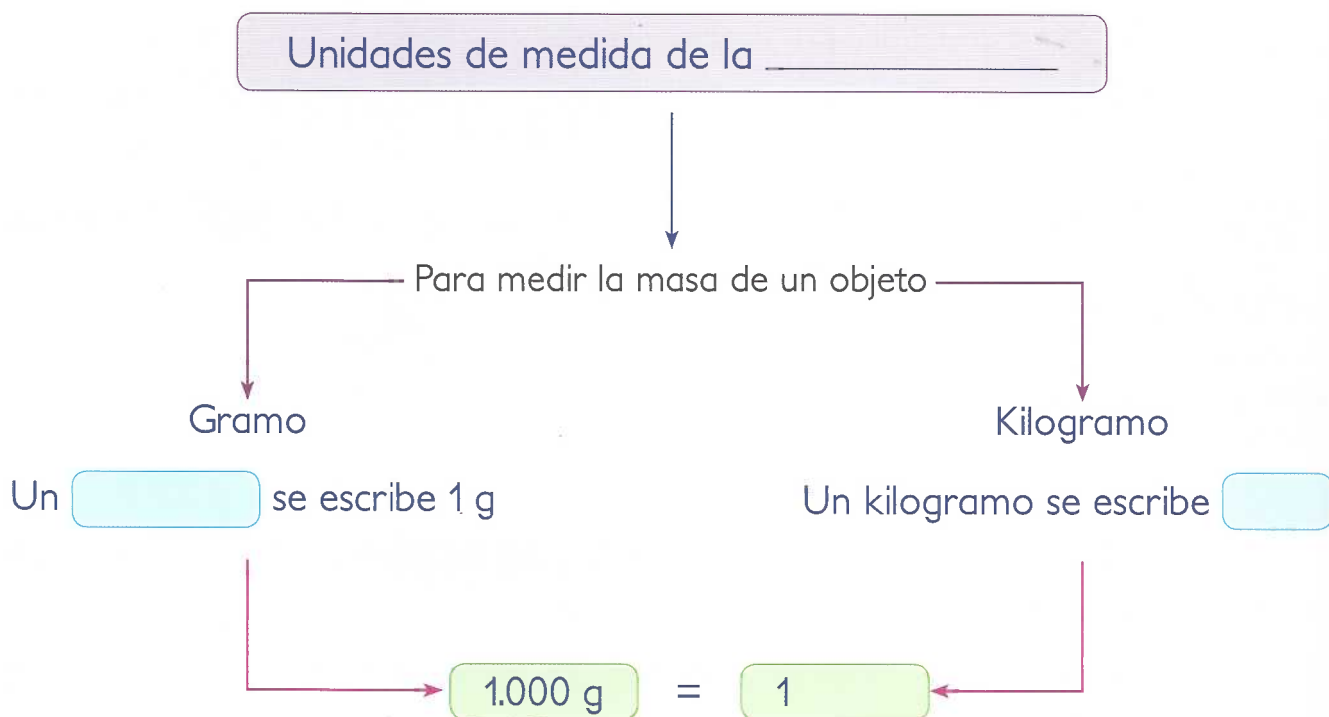 Unidades de medida de la ____________
Para medir la masa de un objeto
Gramo
Kilogramo
Un
se escribe 1 g
Un kilogramo se escribe
1.000 g = 1